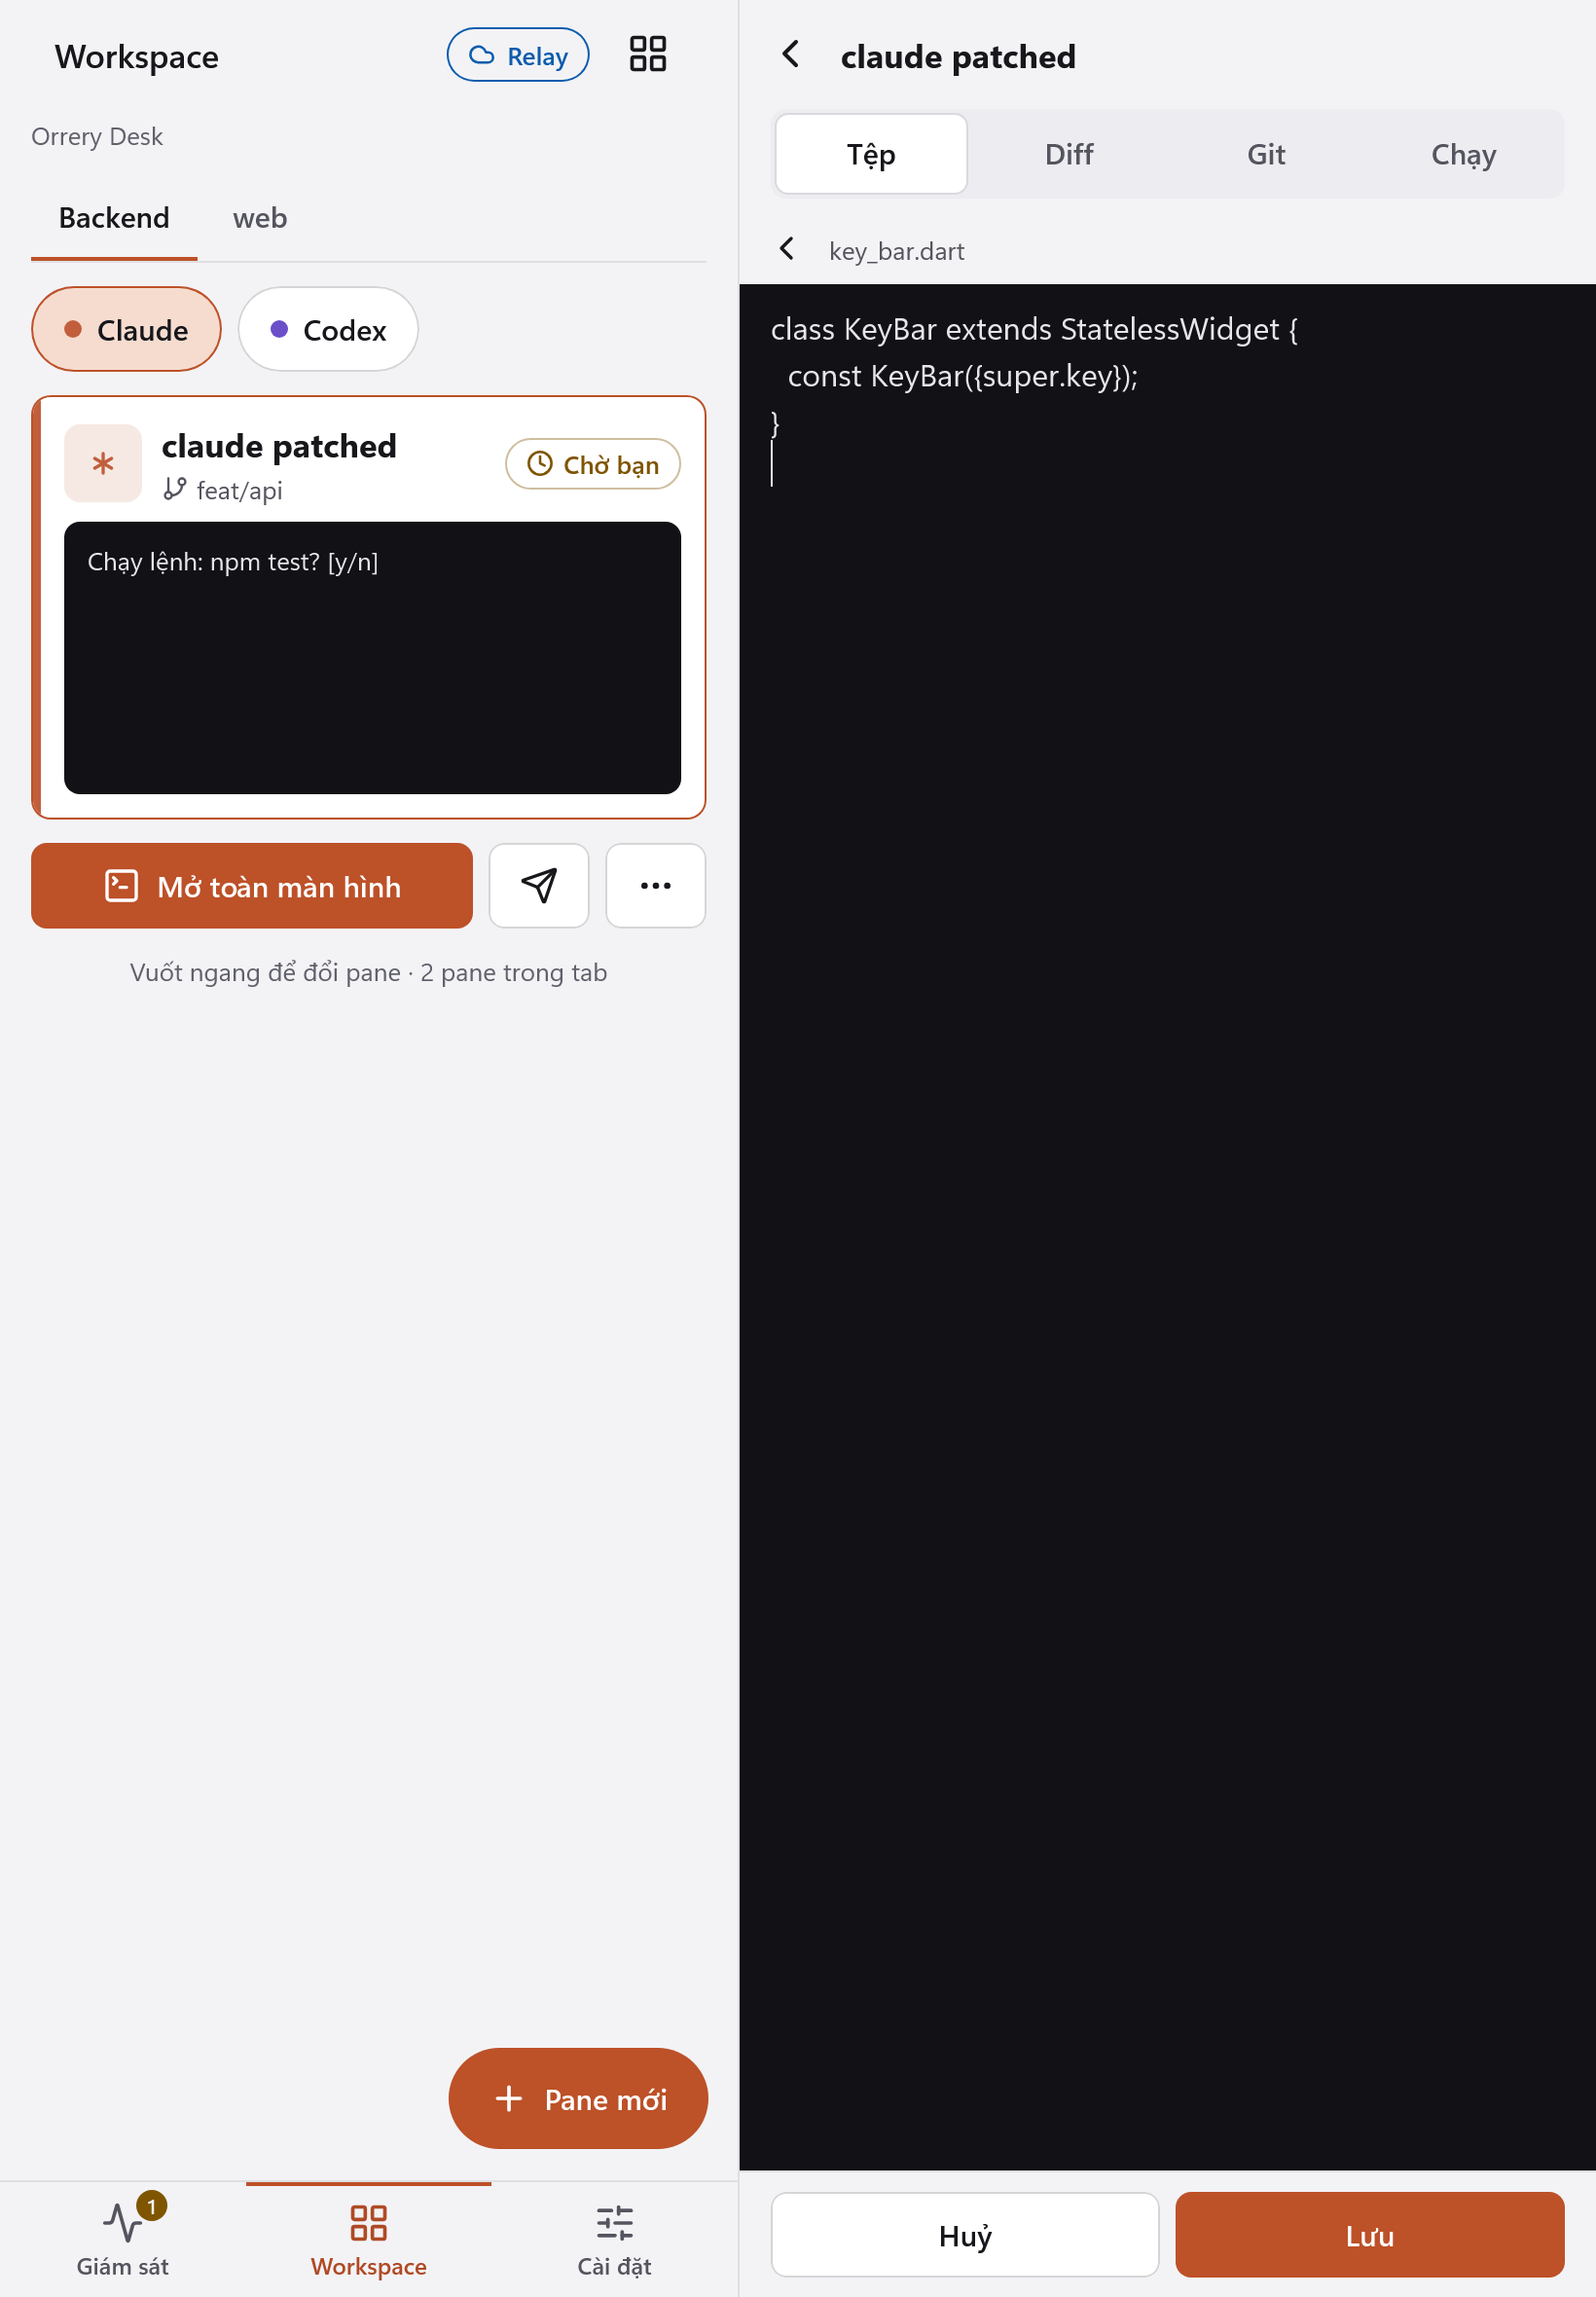 Workspace
Relay
Orrery Desk
Backend
web
Claude
Codex
claude patched
feat/api
Chờ bạn
Chạy lệnh: npm test? [y/n]
Mở toàn màn hình
Vuốt ngang để đổi pane · 2 pane trong tab
Pane mới
1
Giám sát
Workspace
Cài đặt
claude patched
Tệp
Diff
Git
Chạy
key_bar.dart
class KeyBar extends StatelessWidget {
  const KeyBar({super.key});
}
Huỷ
Lưu